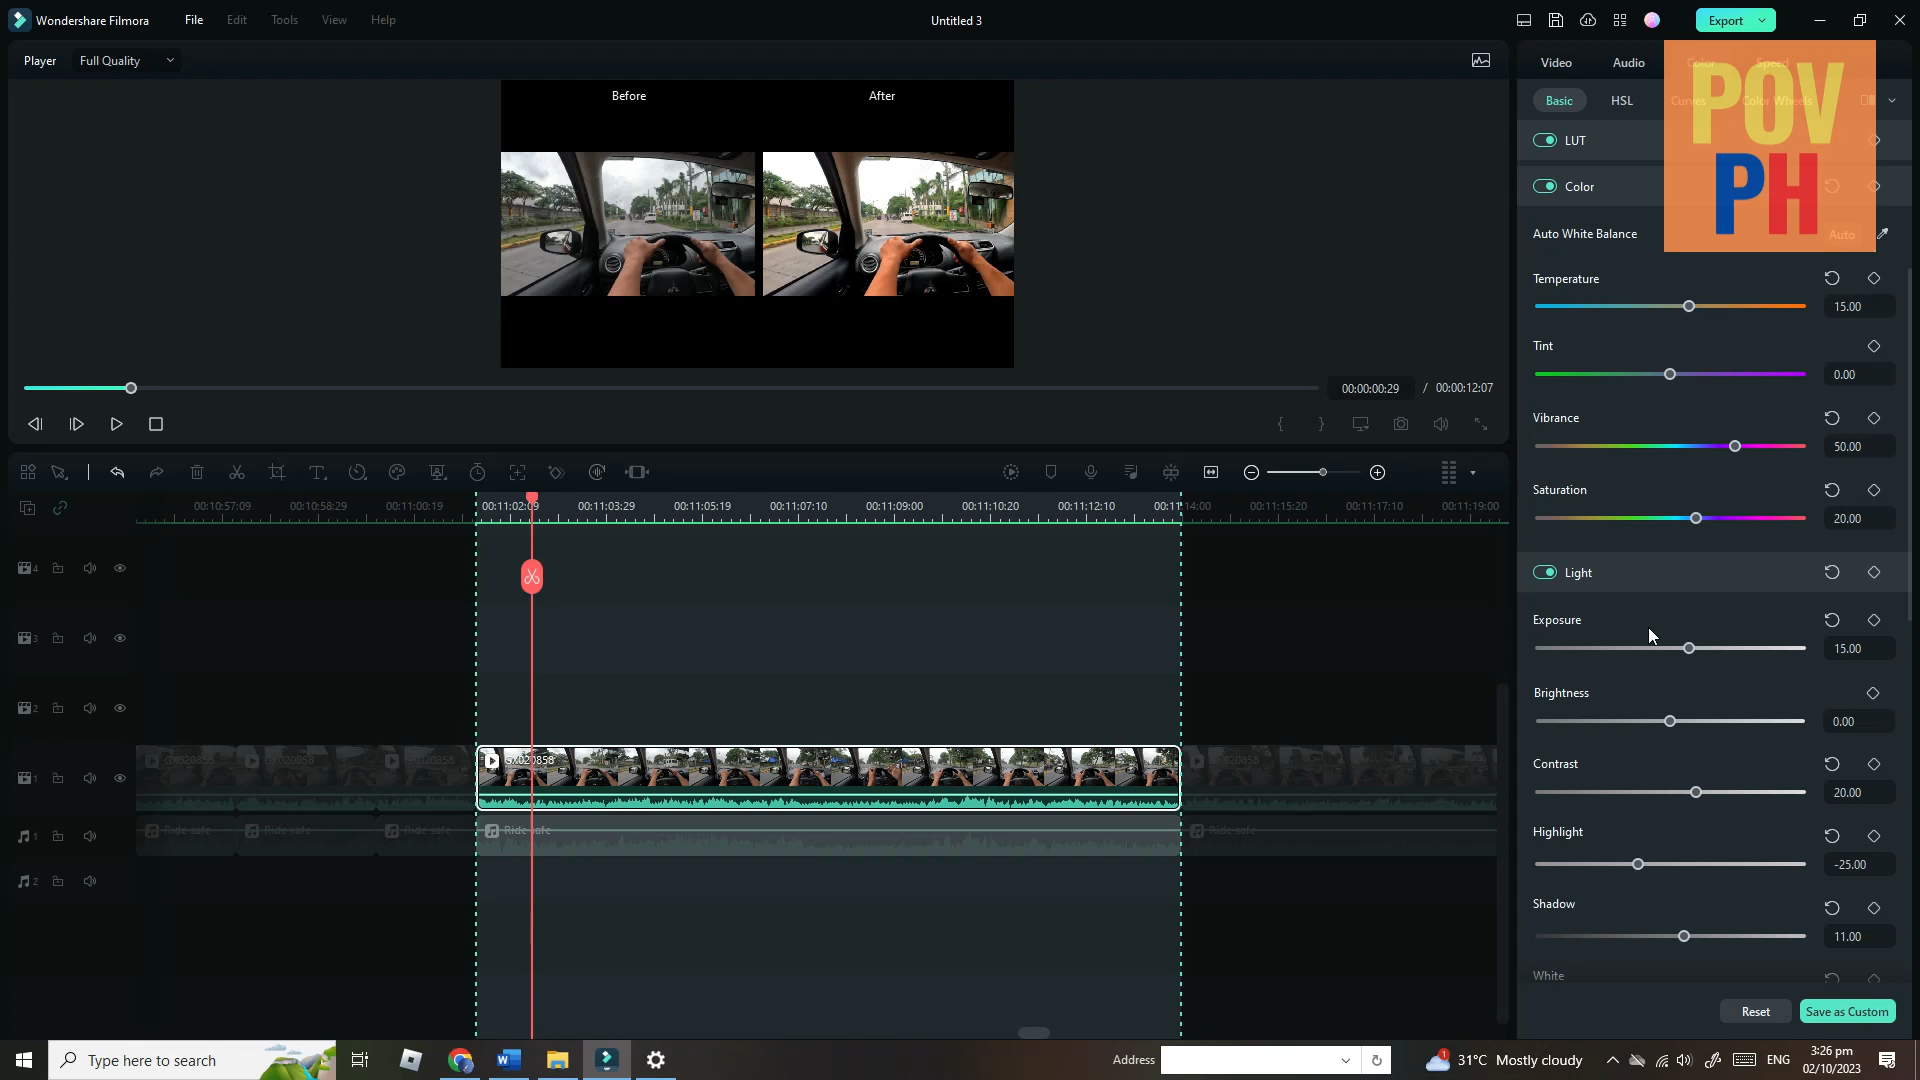 Wondershare Filmora
File
Edit
Tools
View
Help
Untitled 3
Export
Player
Full Quality
Before
After
00:00:00:29 / 00:00:12:07
Video
Audio
Color
Speed
Basic
HSL
Curves
Color Wheels
POV
PH
LUT
Color
Auto White Balance
Auto
Temperature
15.00
Tint
0.00
Vibrance
50.00
Saturation
20.00
Light
Exposure
15.00
Brightness
0.00
Contrast
20.00
Highlight
-25.00
Shadow
11.00
White
Reset
Save as Custom
00:10:57:09
00:10:58:29
00:11:00:19
00:11:02:09
00:11:03:29
00:11:05:19
00:11:07:10
00:11:09:00
00:11:10:20
00:11:12:10
00:11:14:00
00:11:15:20
00:11:17:10
00:11:19:00
4
3
2
1
GX020858
GX020858
GX020858
GX020858
GX020858
1
Ride safe
Ride safe
Ride safe
Ride safe
Ride safe
2
Type here to search
Address
1
31°C Mostly cloudy
ENG
3:26 pm
02/10/2023